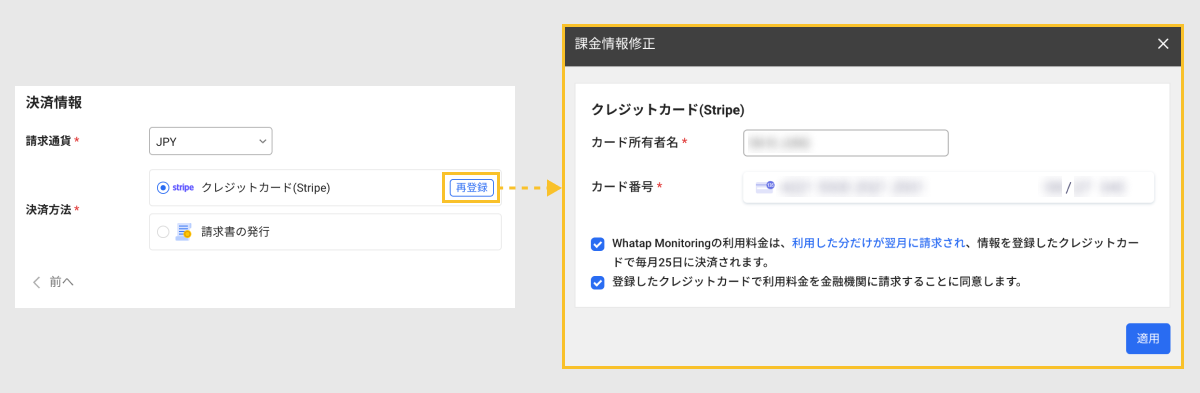 決済情報
請求通貨 *
JPY
決済方法 *
stripe クレジットカード(Stripe)
再登録
請求書の発行
前へ
課金情報修正
クレジットカード(Stripe)
カード所有者名 *
カード番号 *
/
Whatap Monitoringの利用料金は、利用した分だけが翌月に請求され、情報を登録したクレジットカー
ドで毎月25日に決済されます。
登録したクレジットカードで利用料金を金融機関に請求することに同意します。
適用